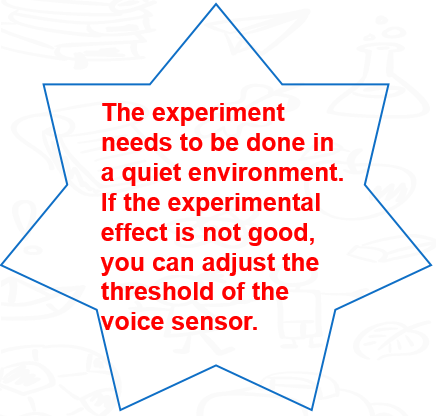 The experiment
needs to be done in
a quiet environment.
If the experimental
effect is not good,
you can adjust the
threshold of the
voice sensor.